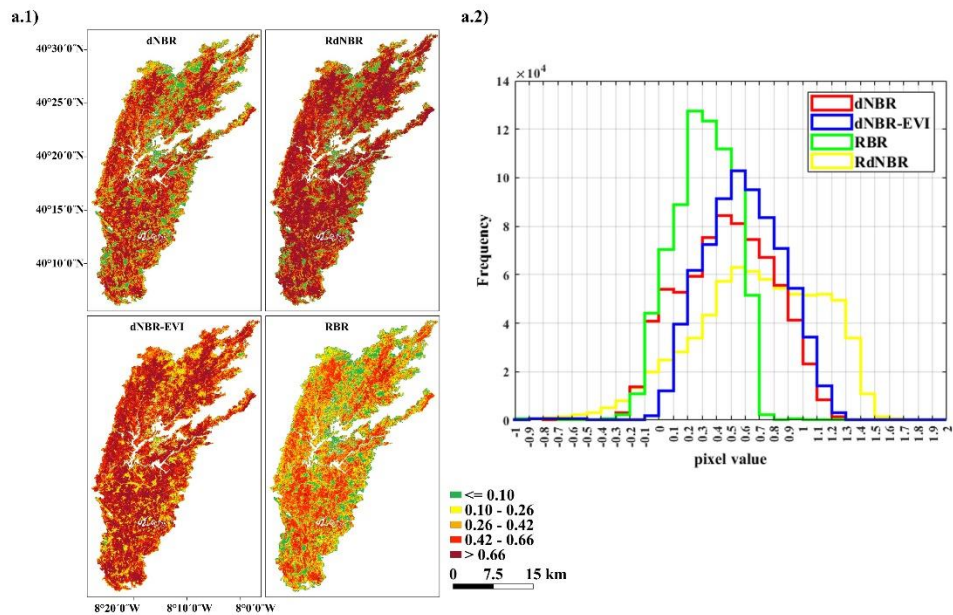 a.1)
dNBR
RdNBR
40°30´0˝N
40°25´0˝N
40°20´0˝N
40°15´0˝N
40°10´0˝N
dNBR-EVI
RBR
<= 0.10
0.10 - 0.26
0.26 - 0.42
0.42 - 0.66
> 0.66
0 7.5 15 km
8°20´0˝W 8°10´0˝W 8°0´0˝W
a.2)
×10⁴
14
12
10
8
6
4
2
0
Frequency
dNBR
dNBR-EVI
RBR
RdNBR
-1 -0.9 -0.8 -0.7 -0.6 -0.5 -0.4 -0.3 -0.2 -0.1 0 0.1 0.2 0.3 0.4 0.5 0.6 0.7 0.8 0.9 1 1.1 1.2 1.3 1.4 1.5 1.6 1.7 1.8 1.9 2
pixel value